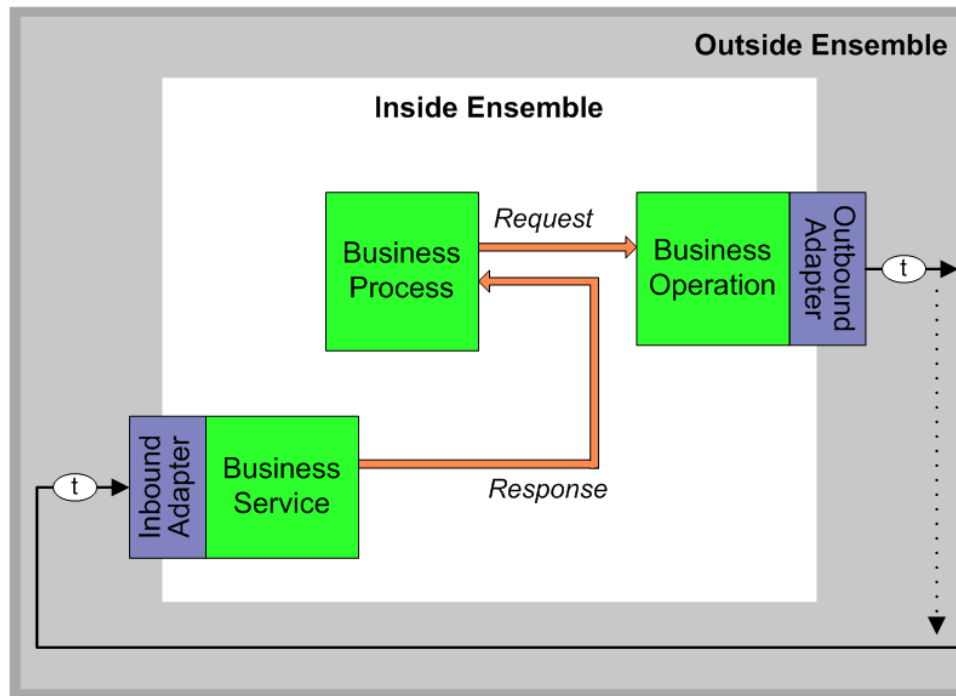 Outside Ensemble
Inside Ensemble
Request
Business
Process
Business
Operation
Outbound
Adapter
t
t
Inbound
Adapter
Business
Service
Response